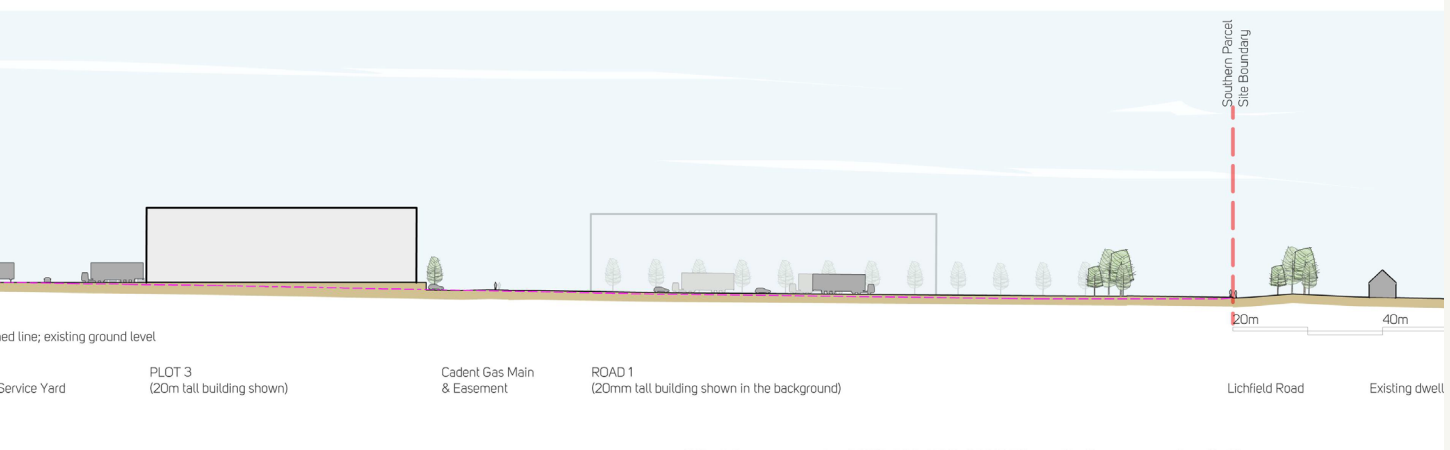 Southern Parcel
Site Boundary
20m
40m
ed line; existing ground level
Service Yard
PLOT 3
(20m tall building shown)
Cadent Gas Main
& Easement
ROAD 1
(20mm tall building shown in the background)
Lichfield Road
Existing dwell